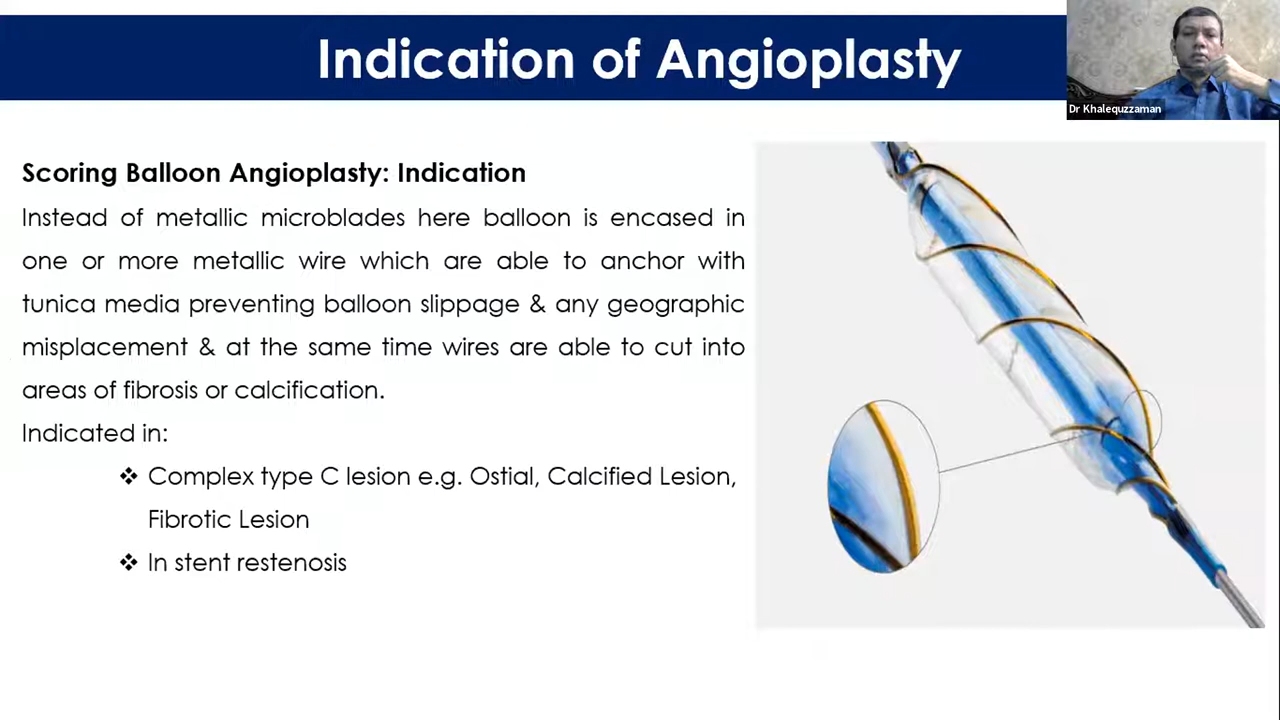 Indication of Angioplasty
Dr Khalequzzaman
Scoring Balloon Angioplasty: Indication
Instead of metallic microblades here balloon is encased in
one or more metallic wire which are able to anchor with
tunica media preventing balloon slippage & any geographic
misplacement & at the same time wires are able to cut into
areas of fibrosis or calcification.
Indicated in:
❖ Complex type C lesion e.g. Ostial, Calcified Lesion,
Fibrotic Lesion
❖ In stent restenosis